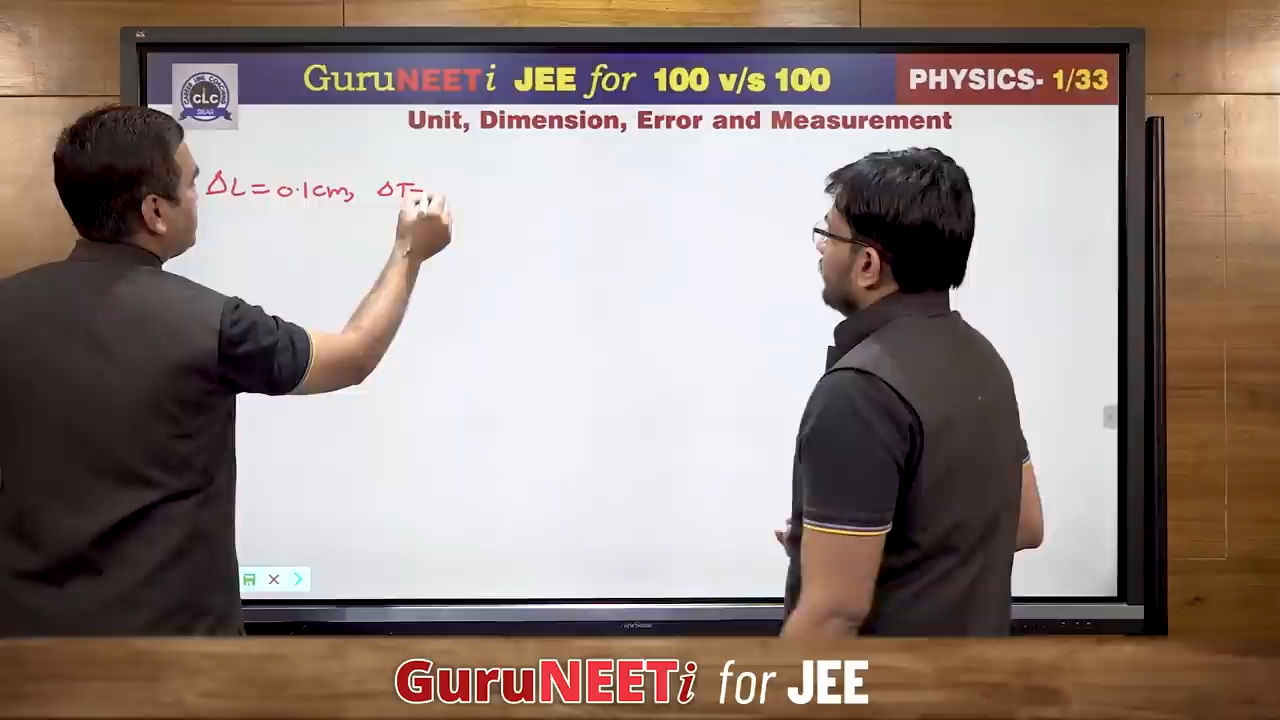 GuruNEETi JEE for 100 v/s 100
PHYSICS- 1/33
CLC
Unit, Dimension, Error and Measurement
ΔL = 0.1cm, ΔT=
GuruNEETi for JEE